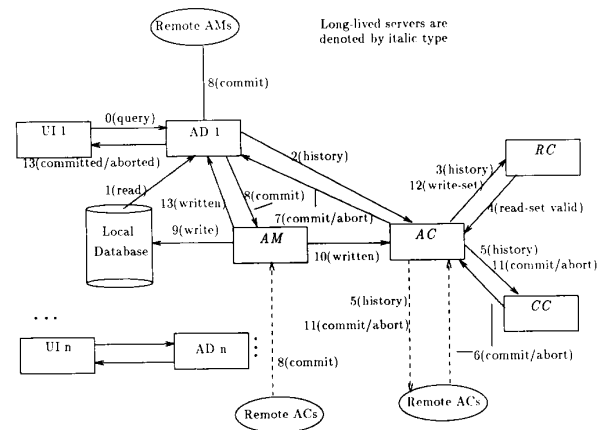 Remote AMs
Long-lived servers are
denoted by italic type
8(commit)
0(query)
UI 1
AD 1
13(committed/aborted)
2(history)
RC
3(history)
12(write-set)
1(read)
13(written)
8(commit)
4(read-set valid)
7(commit/abort)
Local
Database
9(write)
AM
AC
10(written)
5(history)
11(commit/abort)
5(history)
11(commit/abort)
CC
. . .
UI n
AD n
8(commit)
6(commit/abort)
Remote ACs
Remote ACs